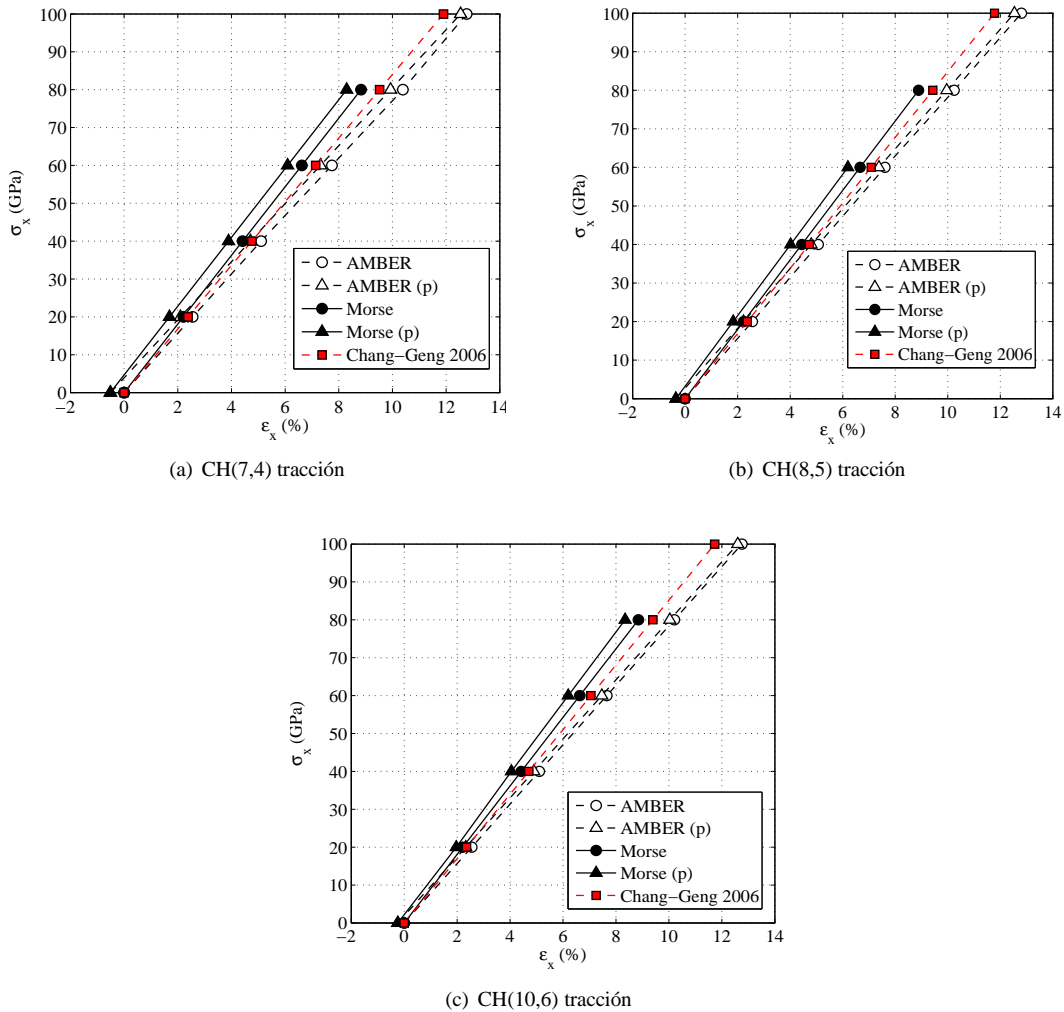 100
90
80
70
60
50
40
30
20
10
0
σx (GPa)
AMBER
AMBER (p)
Morse
Morse (p)
Chang−Geng 2006
−2 0 2 4 6 8 10 12 14
εx (%)
(a) CH(7,4) tracción
100
90
80
70
60
50
40
30
20
10
0
σx (GPa)
AMBER
AMBER (p)
Morse
Morse (p)
Chang−Geng 2006
−2 0 2 4 6 8 10 12 14
εx (%)
(b) CH(8,5) tracción
100
90
80
70
60
50
40
30
20
10
0
σx (GPa)
AMBER
AMBER (p)
Morse
Morse (p)
Chang−Geng 2006
−2 0 2 4 6 8 10 12 14
εx (%)
(c) CH(10,6) tracción